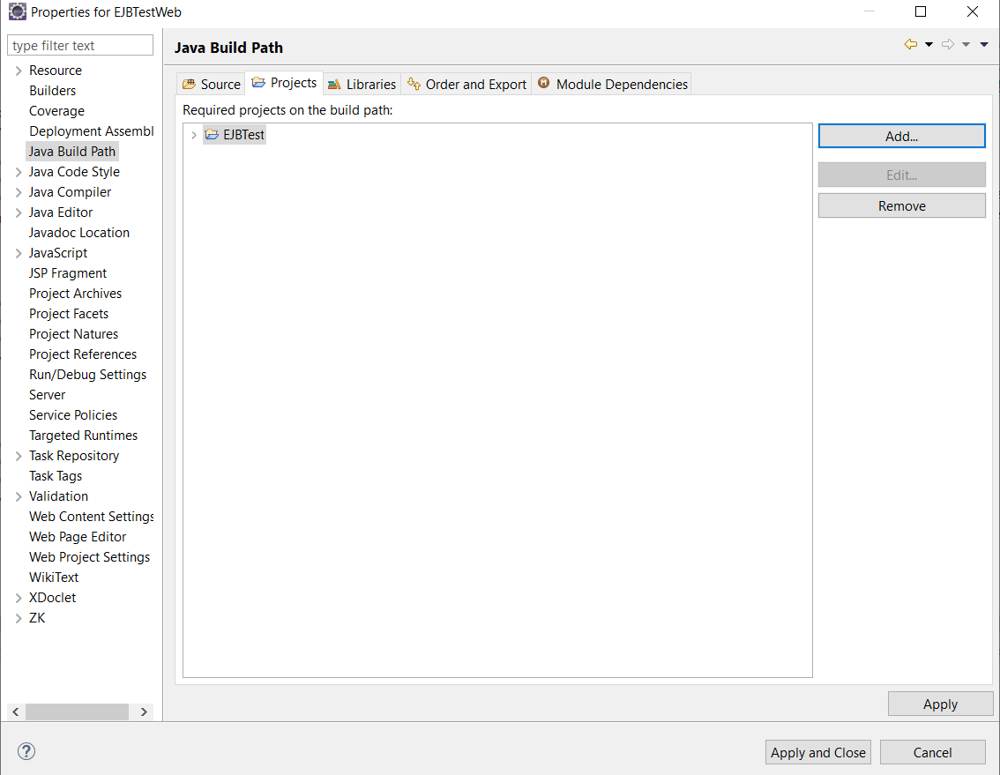 Properties for EJBTestWeb
type filter text
Resource
Builders
Coverage
Deployment Assembl
Java Build Path
Java Code Style
Java Compiler
Java Editor
Javadoc Location
JavaScript
JSP Fragment
Project Archives
Project Facets
Project Natures
Project References
Run/Debug Settings
Server
Service Policies
Targeted Runtimes
Task Repository
Task Tags
Validation
Web Content Settings
Web Page Editor
Web Project Settings
WikiText
XDoclet
ZK
Java Build Path
Source Projects Libraries Order and Export Module Dependencies
Required projects on the build path:
EJBTest
Add...
Edit...
Remove
Apply
Apply and Close Cancel